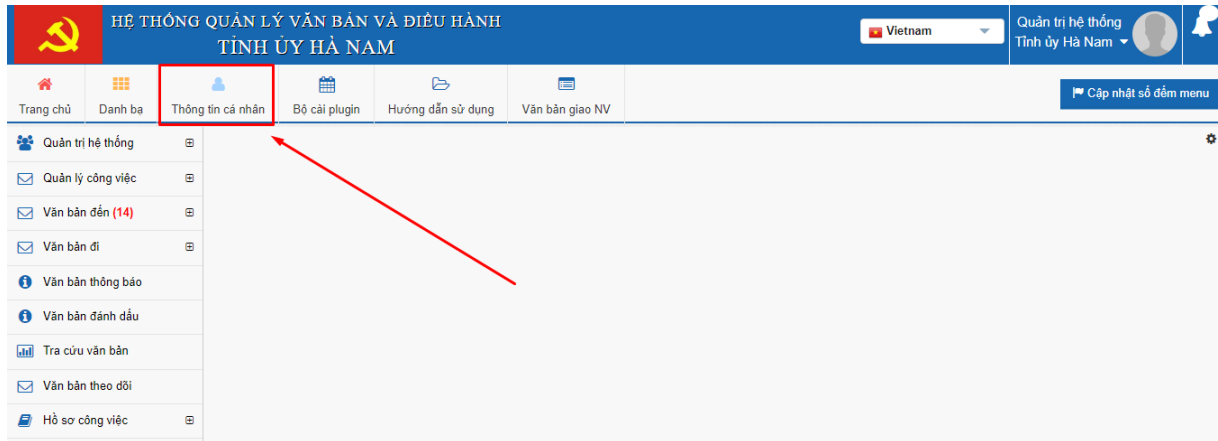 HỆ THỐNG QUẢN LÝ VĂN BẢN VÀ ĐIỀU HÀNH
TỈNH ỦY HÀ NAM
Vietnam
Quản trị hệ thống
Tỉnh ủy Hà Nam
Trang chủ
Danh bạ
Thông tin cá nhân
Bộ cài plugin
Hướng dẫn sử dụng
Văn bản giao NV
Cập nhật số đếm menu
Quản trị hệ thống
Quản lý công việc
Văn bản đến (14)
Văn bản đi
Văn bản thông báo
Văn bản đánh dấu
Tra cứu văn bản
Văn bản theo dõi
Hồ sơ công việc